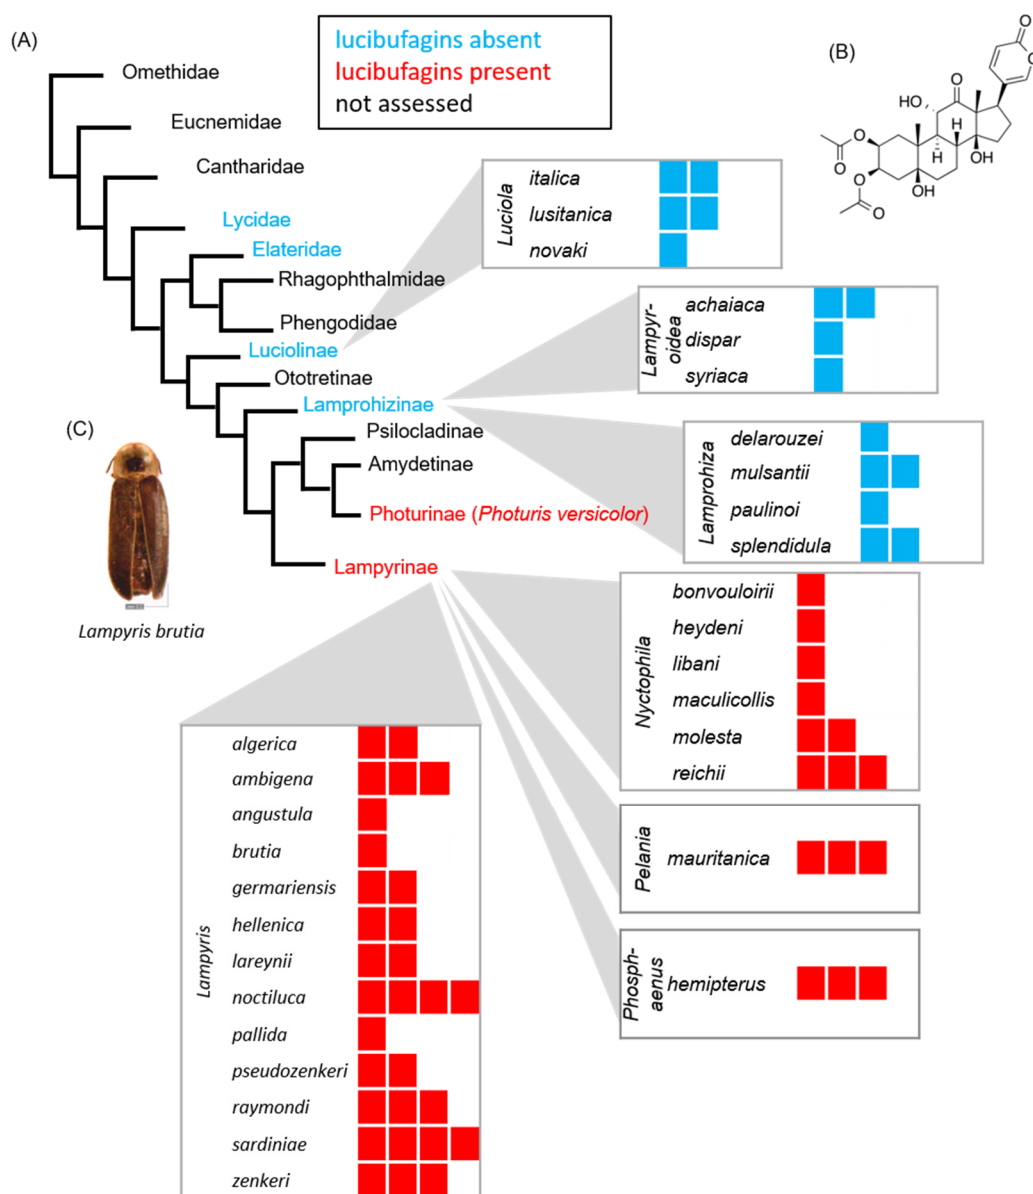 (A)
lucibufagins absent
lucibufagins present
not assessed
(B)
O
O
O
HO
H
O
O
H
H
OH
O
OH
O
Omethidae
Eucnemidae
Cantharidae
Lycidae
Elateridae
Rhagophthalmidae
Phengodidae
Luciolinae
Ototretinae
Lamprohizinae
Psilocladinae
Amydetinae
Photurinae (Photuris versicolor)
Lampyrinae
(C)
Lampyris brutia
Luciola
italica
lusitanica
novaki
Lampyr-
oidea
achaiaca
dispar
syriaca
Lamprohiza
delarouzei
mulsantii
paulinoi
splendidula
Nyctophila
bonvouloirii
heydeni
libani
maculicollis
molesta
reichii
Pelania
mauritanica
Phosph-
aenus
hemipterus
Lampyris
algerica
ambigena
angustula
brutia
germariensis
hellenica
lareynii
noctiluca
pallida
pseudozenkeri
raymondi
sardiniae
zenkeri